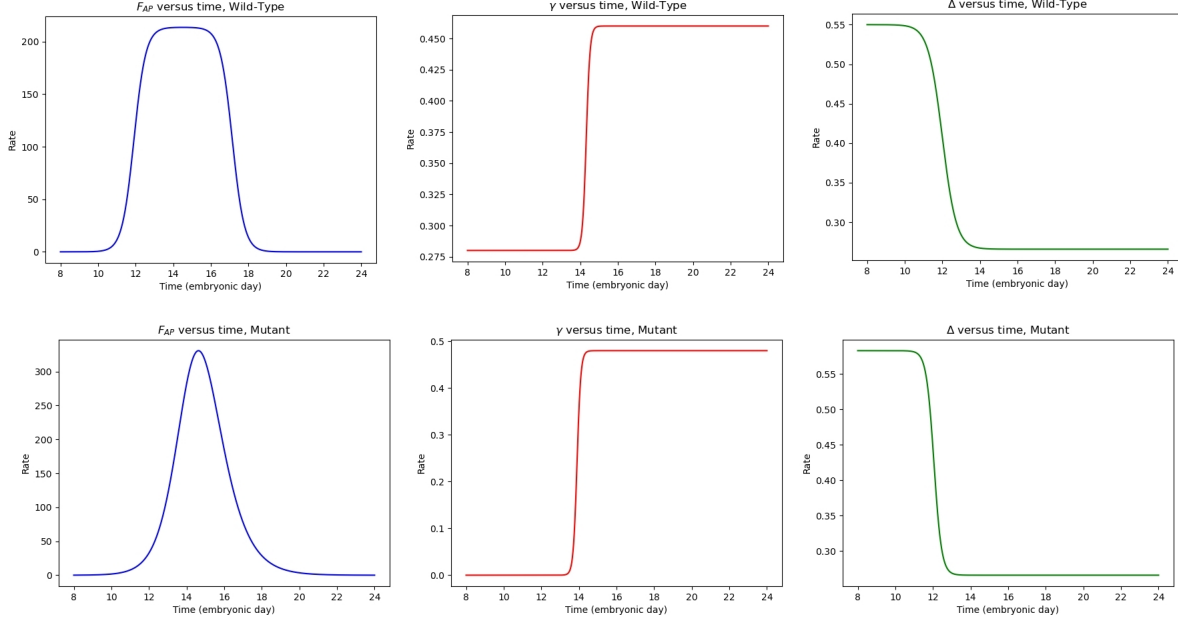 F_AP versus time, Wild-Type
Rate
200
150
100
50
0
8 10 12 14 16 18 20 22 24
Time (embryonic day)
γ versus time, Wild-Type
Rate
0.450
0.425
0.400
0.375
0.350
0.325
0.300
0.275
8 10 12 14 16 18 20 22 24
Time (embryonic day)
Δ versus time, Wild-Type
Rate
0.55
0.50
0.45
0.40
0.35
0.30
8 10 12 14 16 18 20 22 24
Time (embryonic day)
F_AP versus time, Mutant
Rate
300
250
200
150
100
50
0
8 10 12 14 16 18 20 22 24
Time (embryonic day)
γ versus time, Mutant
Rate
0.5
0.4
0.3
0.2
0.1
0.0
8 10 12 14 16 18 20 22 24
Time (embryonic day)
Δ versus time, Mutant
Rate
0.55
0.50
0.45
0.40
0.35
0.30
8 10 12 14 16 18 20 22 24
Time (embryonic day)